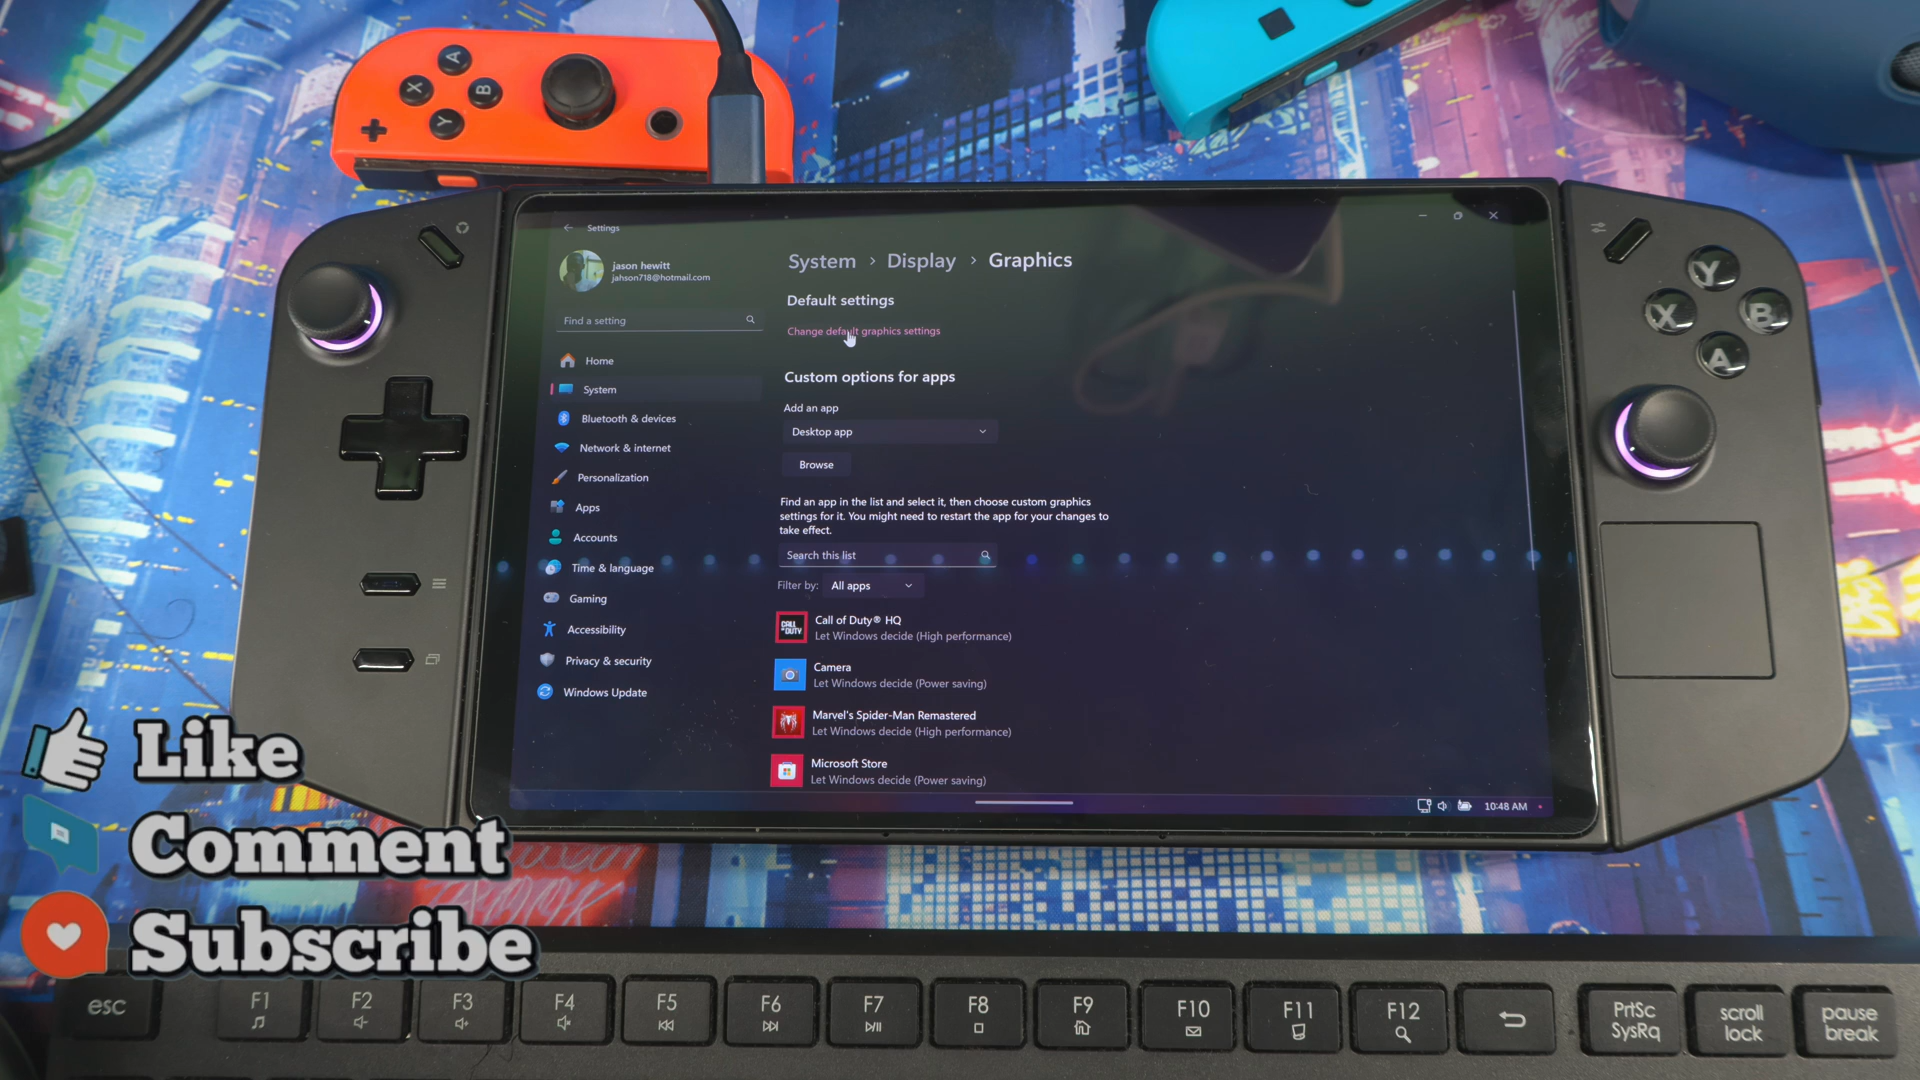 A
X
B
Y
Settings
jason hewitt
jahson718@hotmail.com
Find a setting
Home
System
Bluetooth & devices
Network & internet
Personalization
Apps
Accounts
Time & language
Gaming
Accessibility
Privacy & security
Windows Update
System > Display > Graphics
Default settings
Change default graphics settings
Custom options for apps
Add an app
Desktop app
Browse
Find an app in the list and select it, then choose custom graphics
settings for it. You might need to restart the app for your changes to
take effect.
Search this list
Filter by: All apps
CALL OF DUTY
Call of Duty® HQ
Let Windows decide (High performance)
Camera
Let Windows decide (Power saving)
Marvel's Spider-Man Remastered
Let Windows decide (High performance)
Microsoft Store
Let Windows decide (Power saving)
10:48 AM
Y
X
B
A
Like
Comment
Subscribe
esc
F1
F2
F3
F4
F5
F6
F7
F8
F9
F10
F11
F12
PrtSc
SysRq
scroll
lock
pause
break